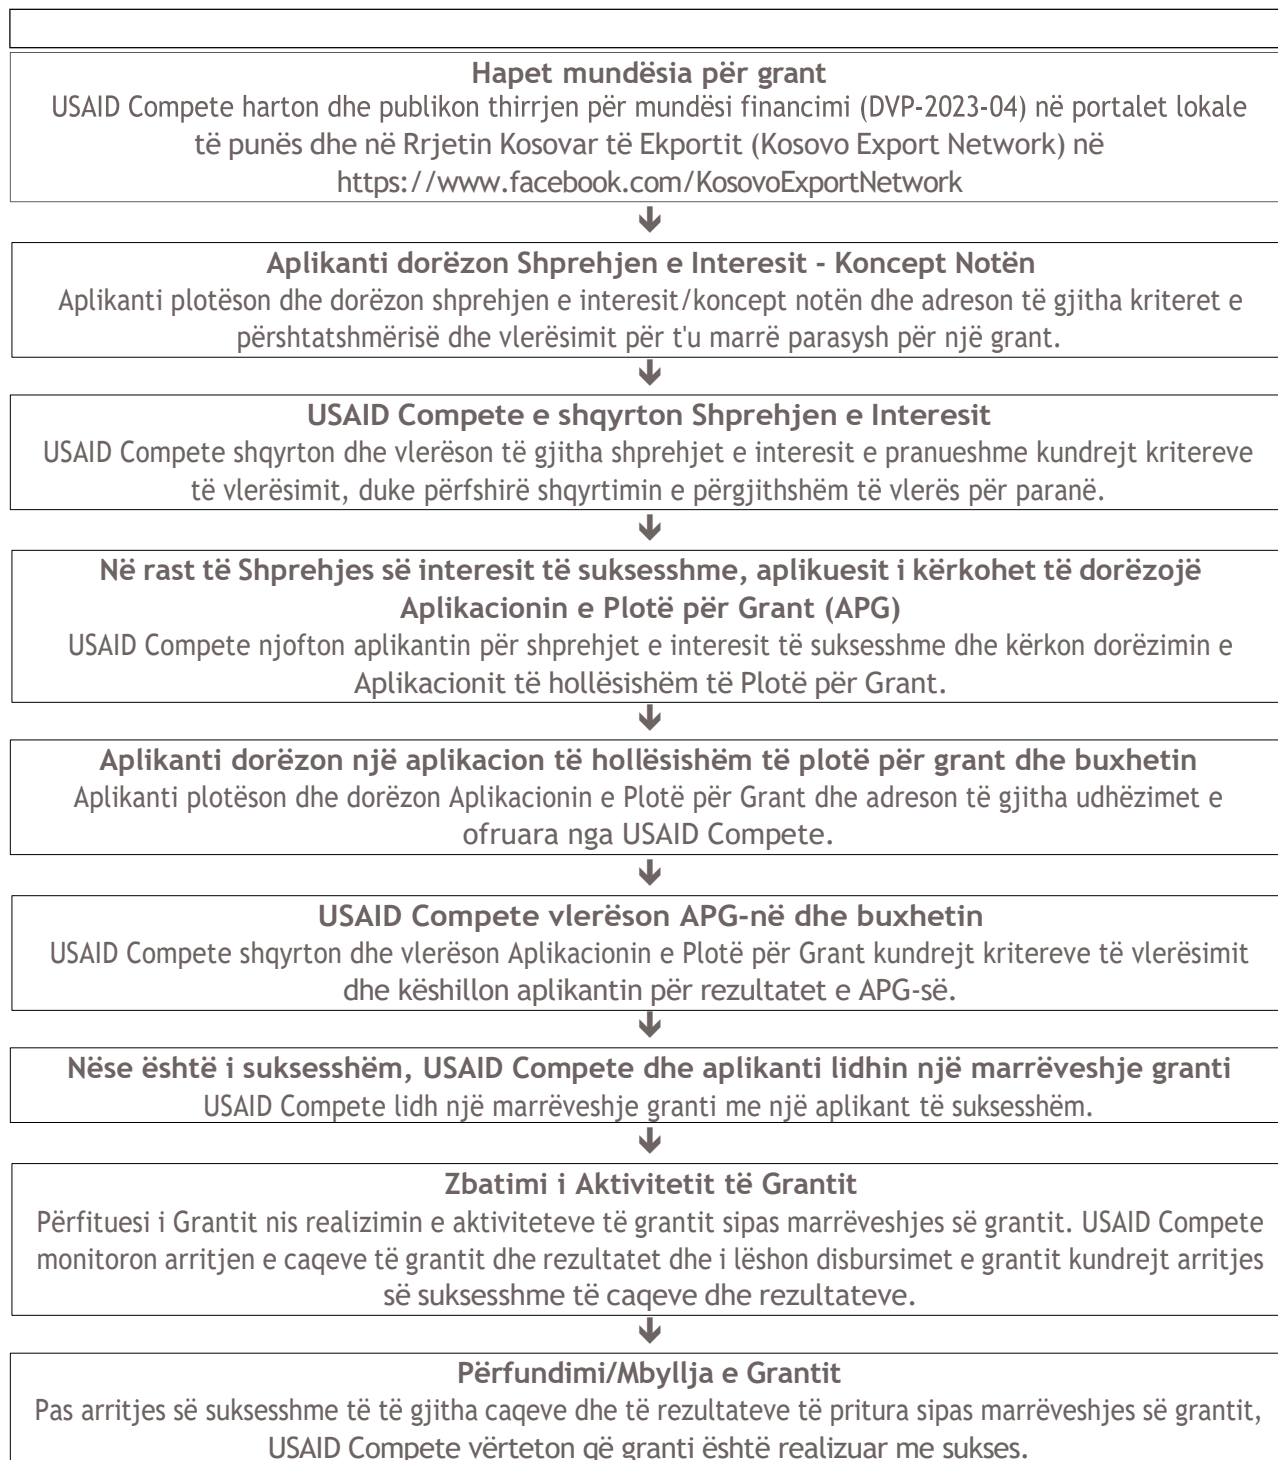 Hapet mundësia për grant
USAID Compete harton dhe publikon thirrjen për mundësi financimi (DVP-2023-04) në portalet lokale
të punës dhe në Rrjetin Kosovar të Ekportit (Kosovo Export Network) në
https://www.facebook.com/KosovoExportNetwork
Aplikanti dorëzon Shprehjen e Interesit - Koncept Notën
Aplikanti plotëson dhe dorëzon shprehjen e interesit/koncept notën dhe adreson të gjitha kriteret e
përshtatshmërisë dhe vlerësimit për t'u marrë parasysh për një grant.
USAID Compete e shqyrton Shprehjen e Interesit
USAID Compete shqyrton dhe vlerëson të gjitha shprehjet e interesit e pranueshme kundrejt kritereve
të vlerësimit, duke përfshirë shqyrtimin e përgjithshëm të vlerës për paranë.
Në rast të Shprehjes së interesit të suksesshme, aplikuesit i kërkohet të dorëzojë
Aplikacionin e Plotë për Grant (APG)
USAID Compete njofton aplikantin për shprehjet e interesit të suksesshme dhe kërkon dorëzimin e
Aplikacionit të hollësishëm të Plotë për Grant.
Aplikanti dorëzon një aplikacion të hollësishëm të plotë për grant dhe buxhetin
Aplikanti plotëson dhe dorëzon Aplikacionin e Plotë për Grant dhe adreson të gjitha udhëzimet e
ofruara nga USAID Compete.
USAID Compete vlerëson APG-në dhe buxhetin
USAID Compete shqyrton dhe vlerëson Aplikacionin e Plotë për Grant kundrejt kritereve të vlerësimit
dhe këshillon aplikantin për rezultatet e APG-së.
Nëse është i suksesshëm, USAID Compete dhe aplikanti lidhin një marrëveshje granti
USAID Compete lidh një marrëveshje granti me një aplikant të suksesshëm.
Zbatimi i Aktivitetit të Grantit
Përfituesi i Grantit nis realizimin e aktiviteteve të grantit sipas marrëveshjes së grantit. USAID Compete
monitoron arritjen e caqeve të grantit dhe rezultatet dhe i lëshon disbursimet e grantit kundrejt arritjes
së suksesshme të caqeve dhe rezultateve.
Përfundimi/Mbyllja e Grantit
Pas arritjes së suksesshme të të gjitha caqeve dhe të rezultateve të pritura sipas marrëveshjes së grantit,
USAID Compete vërteton që granti është realizuar me sukses.